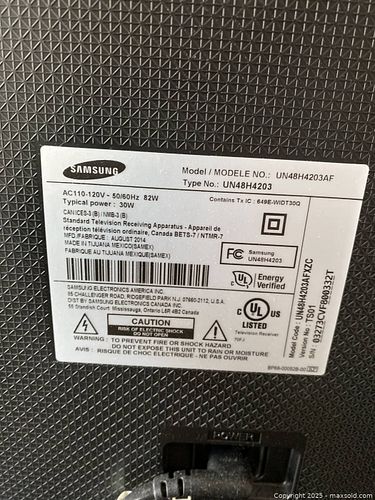 SAMSUNG
Model / MODELE NO.: UN48H4203AF
Type No.: UN48H4203
AC110-120V ~ 50/60Hz 82W
Typical power : 30W
Contains Tx IC : 649E-WIDT30Q
CAN ICES-3 (B) / NMB-3 (B)
Standard Television Receiving Apparatus - Appareil de
réception télévision ordinaire, Canada BETS-7 / NTMR-7
MFD./FABRIQUE : AUGUST 2014
MADE IN TIJUANA MEXICO(SAMEX)
FABRIQUE AU TIJUANA MEXIQUE(SAMEX)
FC Samsung
UN48H4203
UL Energy
Verified
SAMSUNG ELECTRONICS AMERICA INC.
85 CHALLENGER ROAD, RIDGEFIELD PARK N.J. 07660-2112, U.S.A.
DIST BY SAMSUNG ELECTRONICS CANADA INC.
55 Standish Court Mississauga, Ontario L5R 4B2 Canada
c UL us
LISTED
Television Receiver
70FJ
CAUTION
RISK OF ELECTRIC SHOCK
DO NOT OPEN
WARNING : TO PREVENT FIRE OR SHOCK HAZARD
DO NOT EXPOSE THIS UNIT TO RAIN OR MOISTURE
AVIS : RISQUE DE CHOC ELECTRIQUE - NE PAS OUVRIR
Model Code : UN48H4203AFXZC
Version No : TS01
S/N :
POWER
Copyright © 2025 - maxsold.com